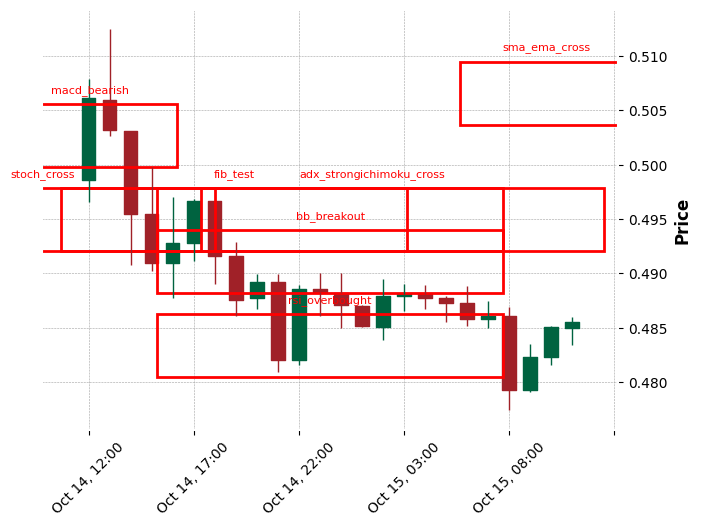 sma_ema_cross
0.510
macd_bearish
0.505
0.500
stoch_cross
fib_test
adx_strongichimoku_cross
0.495
bb_breakout
Price
0.490
0.485
0.480
Oct 14, 12:00
Oct 14, 17:00
Oct 14, 22:00
Oct 15, 03:00
Oct 15, 08:00